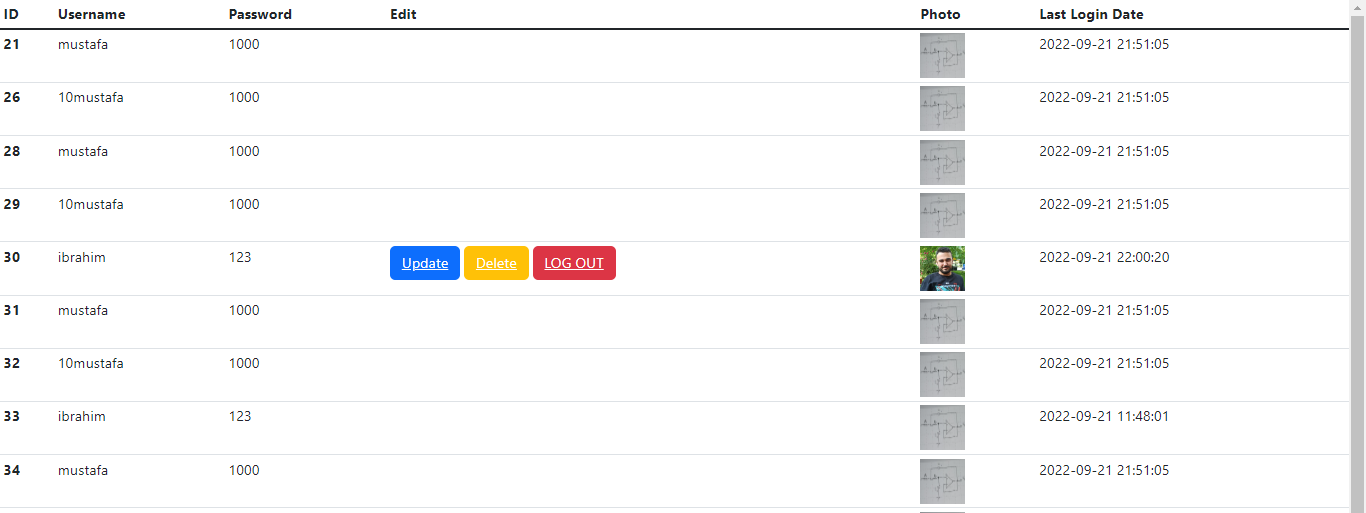 ID Username Password Edit Photo Last Login Date
21 mustafa 1000 2022-09-21 21:51:05
26 10mustafa 1000 2022-09-21 21:51:05
28 mustafa 1000 2022-09-21 21:51:05
29 10mustafa 1000 2022-09-21 21:51:05
30 ibrahim 123 Update Delete LOG OUT 2022-09-21 22:00:20
31 mustafa 1000 2022-09-21 21:51:05
32 10mustafa 1000 2022-09-21 21:51:05
33 ibrahim 123 2022-09-21 11:48:01
34 mustafa 1000 2022-09-21 21:51:05